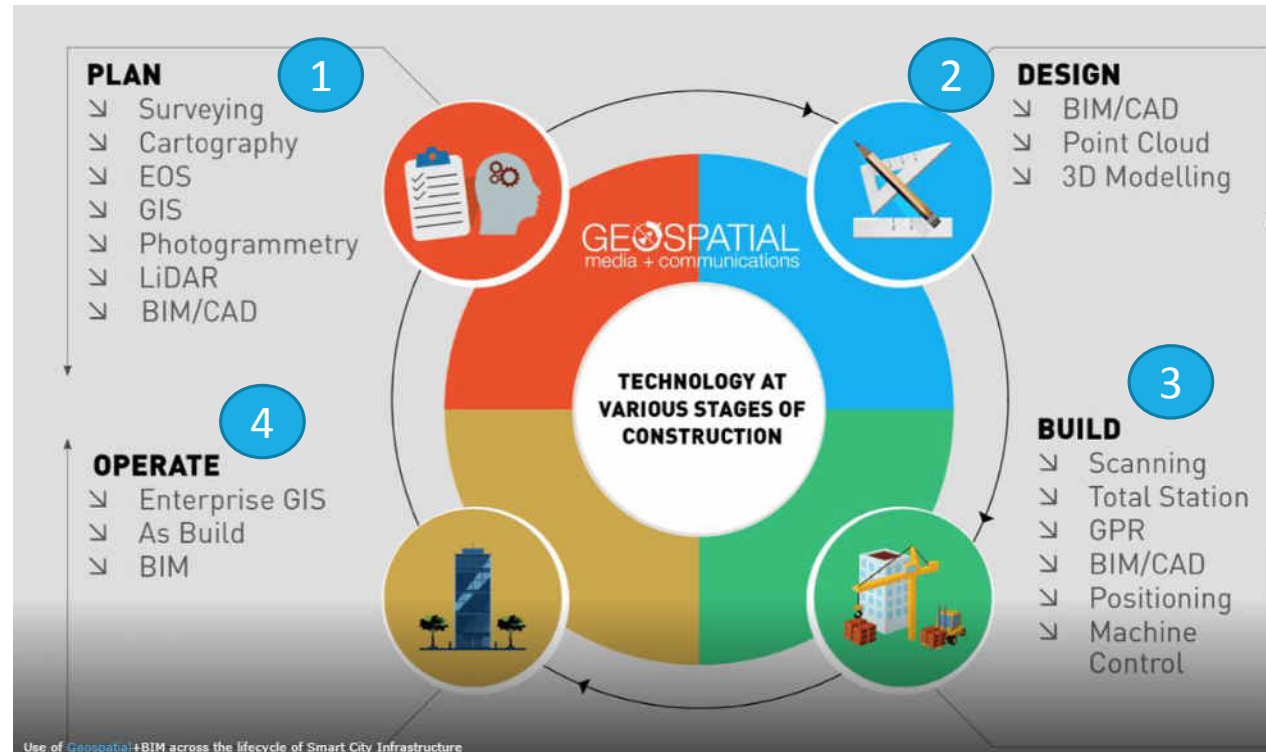 1
PLAN
Surveying
Cartography
EOS
GIS
Photogrammetry
LiDAR
BIM/CAD
2
DESIGN
BIM/CAD
Point Cloud
3D Modelling
GEOSPATIAL
media + communications
TECHNOLOGY AT
VARIOUS STAGES OF
CONSTRUCTION
3
BUILD
Scanning
Total Station
GPR
BIM/CAD
Positioning
Machine
Control
4
OPERATE
Enterprise GIS
As Build
BIM
Use of Geospatial+BIM across the lifecycle of Smart City Infrastructure